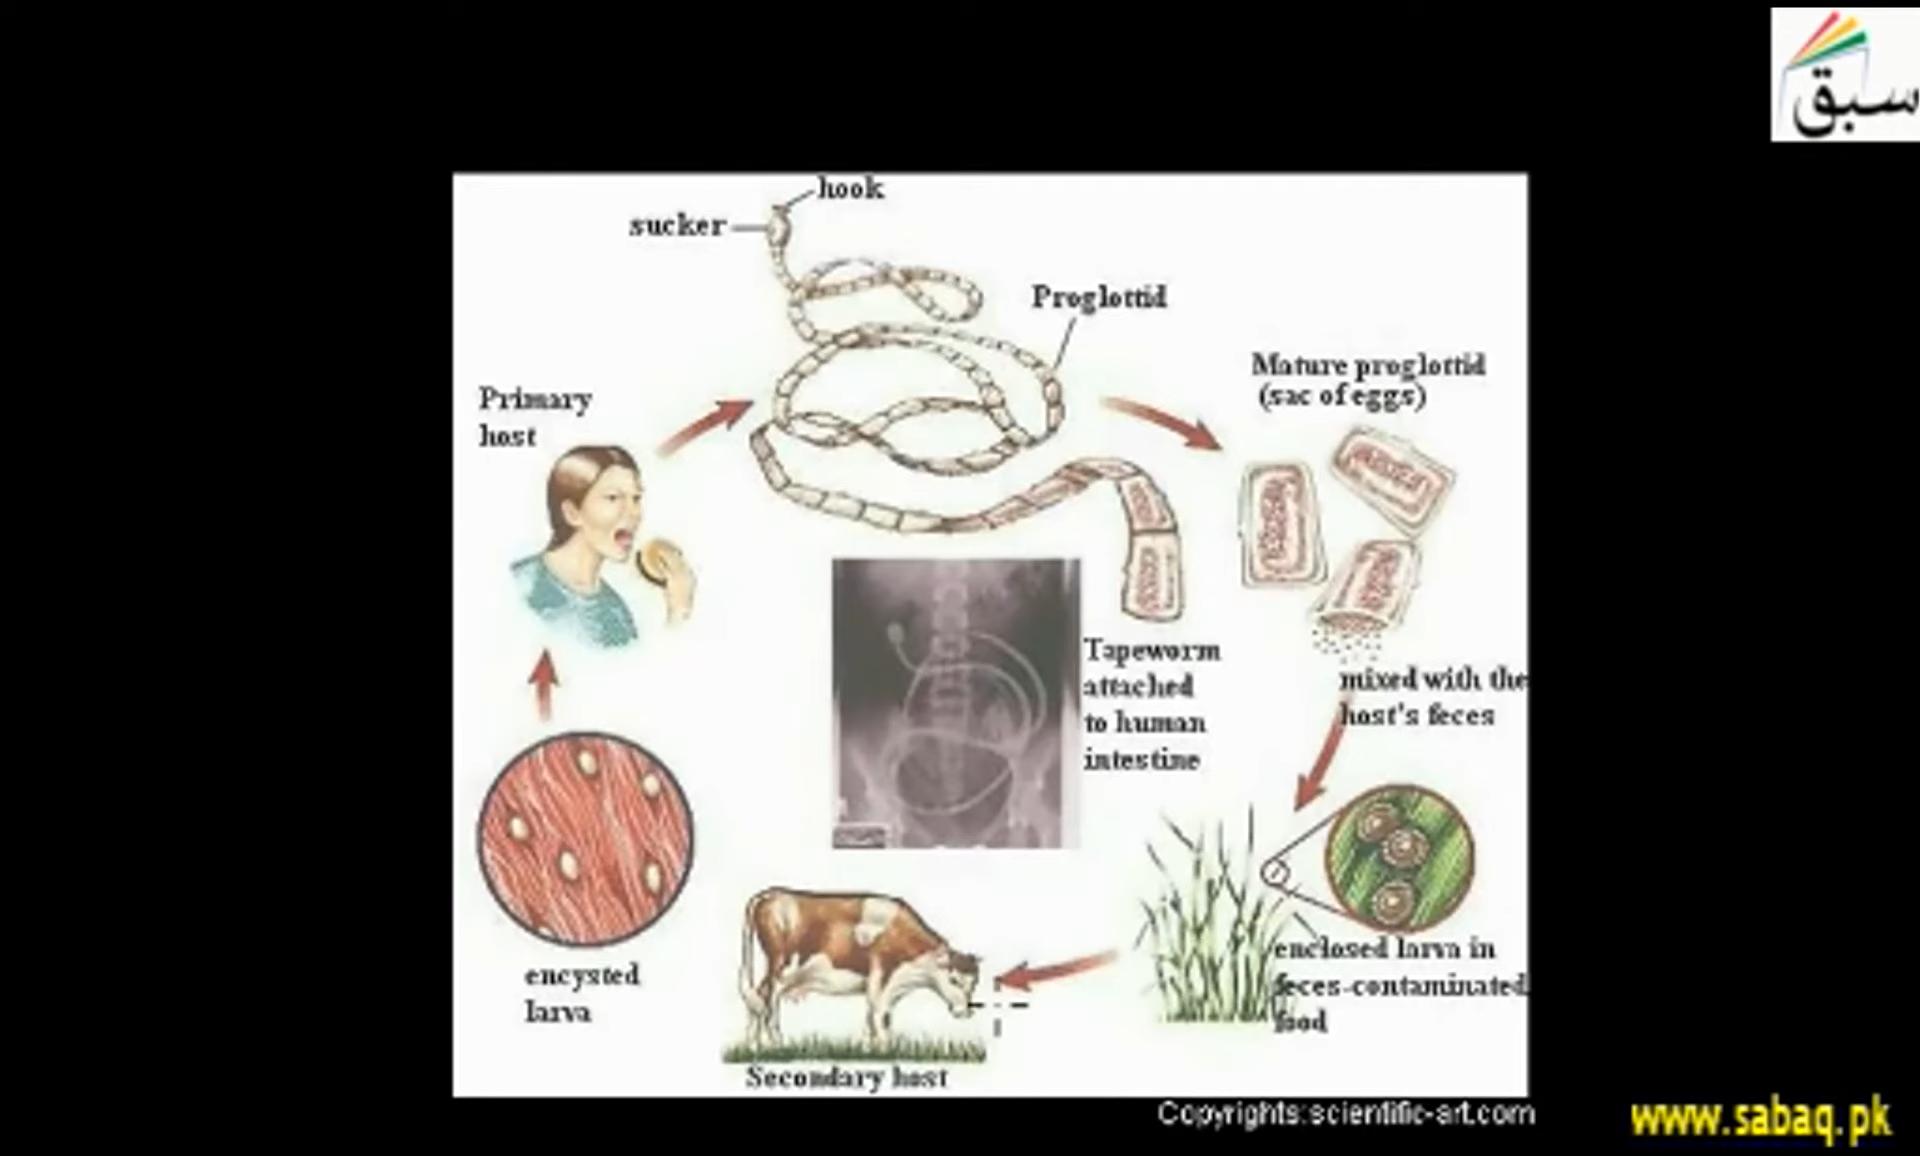 سبق
hook
sucker
Proglottid
Mature proglottid
(sac of eggs)
Primary
host
Tapeworm
attached
to human
intestine
mixed with the
host's feces
encysted
larva
enclosed larva in
feces-contaminated
food
Secondary host
Copyrights:scientific-art.com
www.sabaq.pk